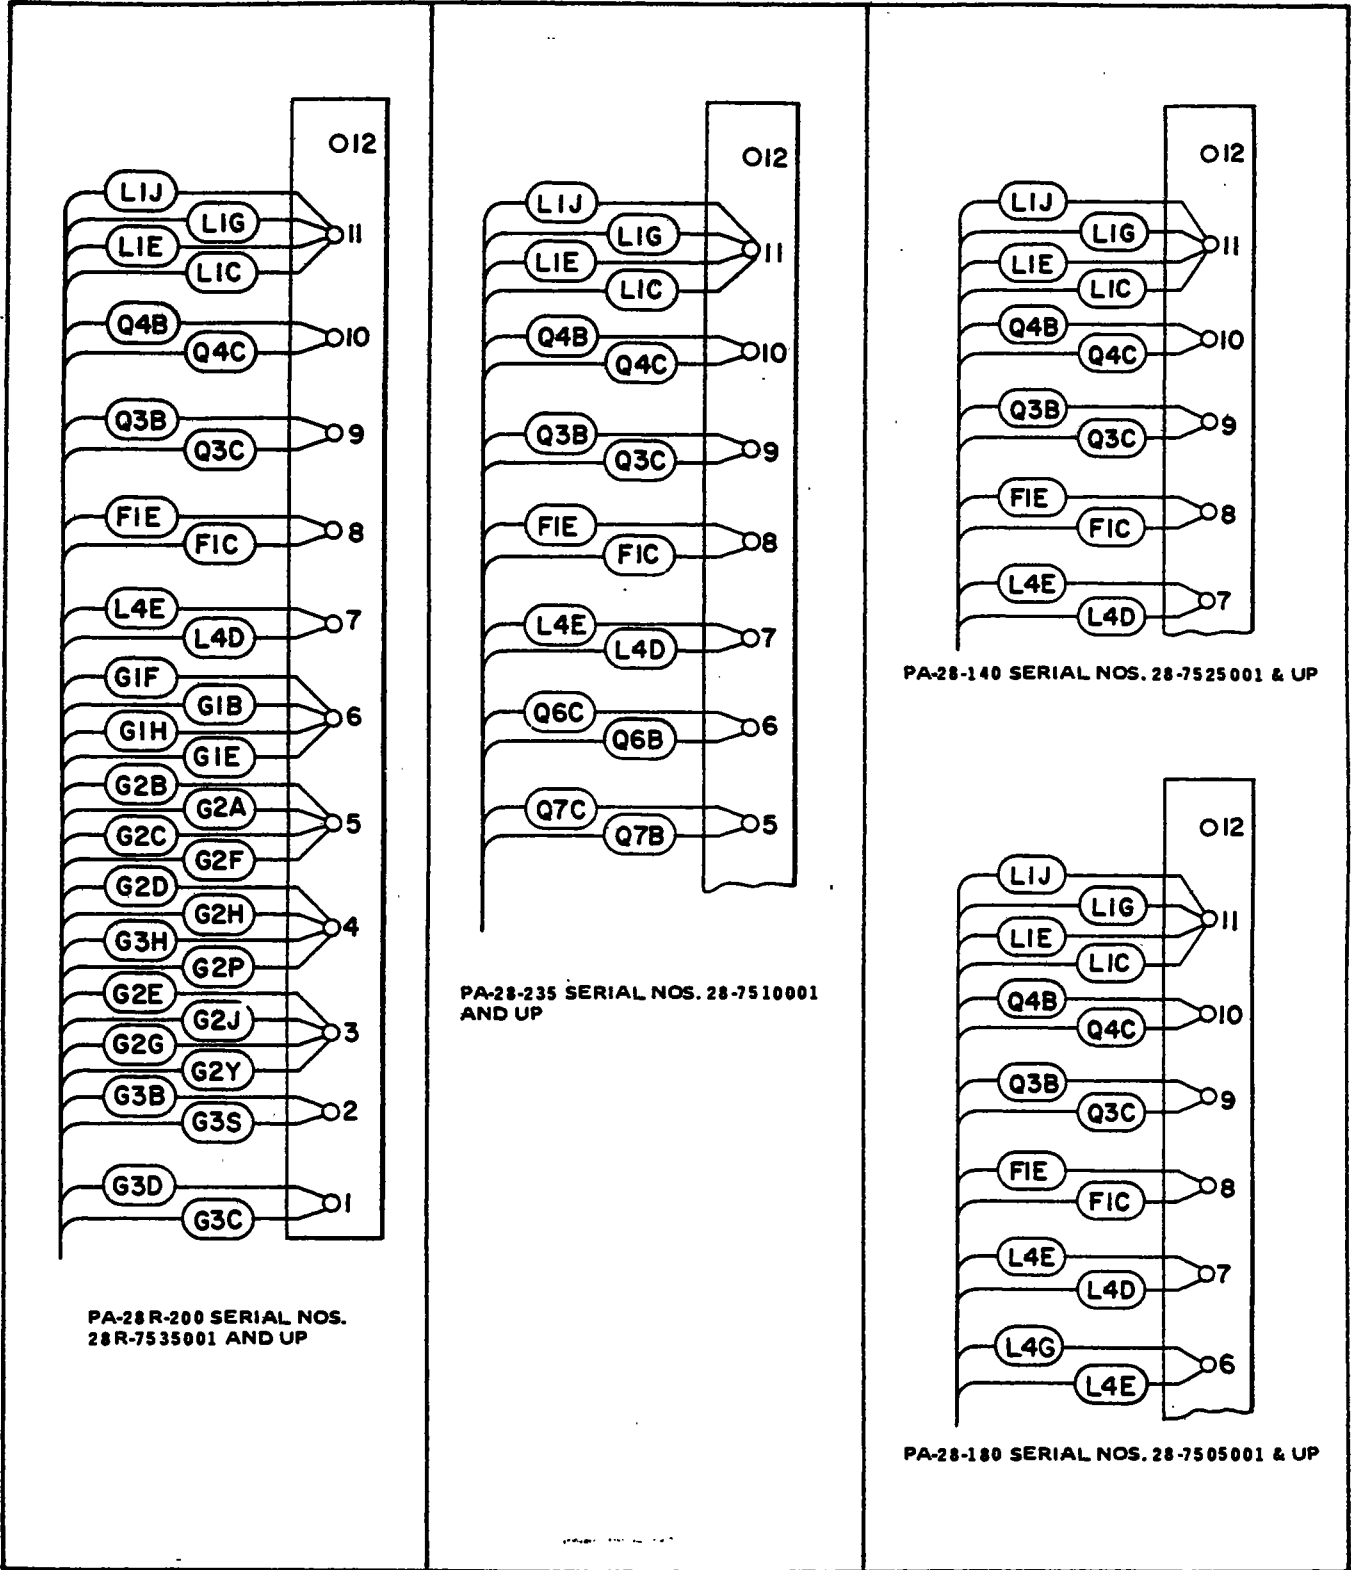 12
L1J
L1G
11
L1E
L1C
Q4B
10
Q4C
Q3B
9
Q3C
F1E
8
F1C
L4E
7
L4D
G1F
G1B
6
G1H
G1E
G2B
G2A
5
G2C
G2F
G2D
G2H
4
G3H
G2P
G2E
G2J
3
G2G
G2Y
G3B
2
G3S
G3D
1
G3C
PA-28R-200 SERIAL NOS.
28R-7535001 AND UP
12
L1J
L1G
11
L1E
L1C
Q4B
10
Q4C
Q3B
9
Q3C
F1E
8
F1C
L4E
7
L4D
Q6C
6
Q6B
Q7C
5
Q7B
PA-28-235 SERIAL NOS. 28-7510001
AND UP
12
L1J
L1G
11
L1E
L1C
Q4B
10
Q4C
Q3B
9
Q3C
F1E
8
F1C
L4E
7
L4D
PA-28-140 SERIAL NOS. 28-7525001 & UP
12
L1J
L1G
11
L1E
L1C
Q4B
10
Q4C
Q3B
9
Q3C
F1E
8
F1C
L4E
7
L4D
L4G
6
L4E
PA-28-180 SERIAL NOS. 28-7505001 & UP